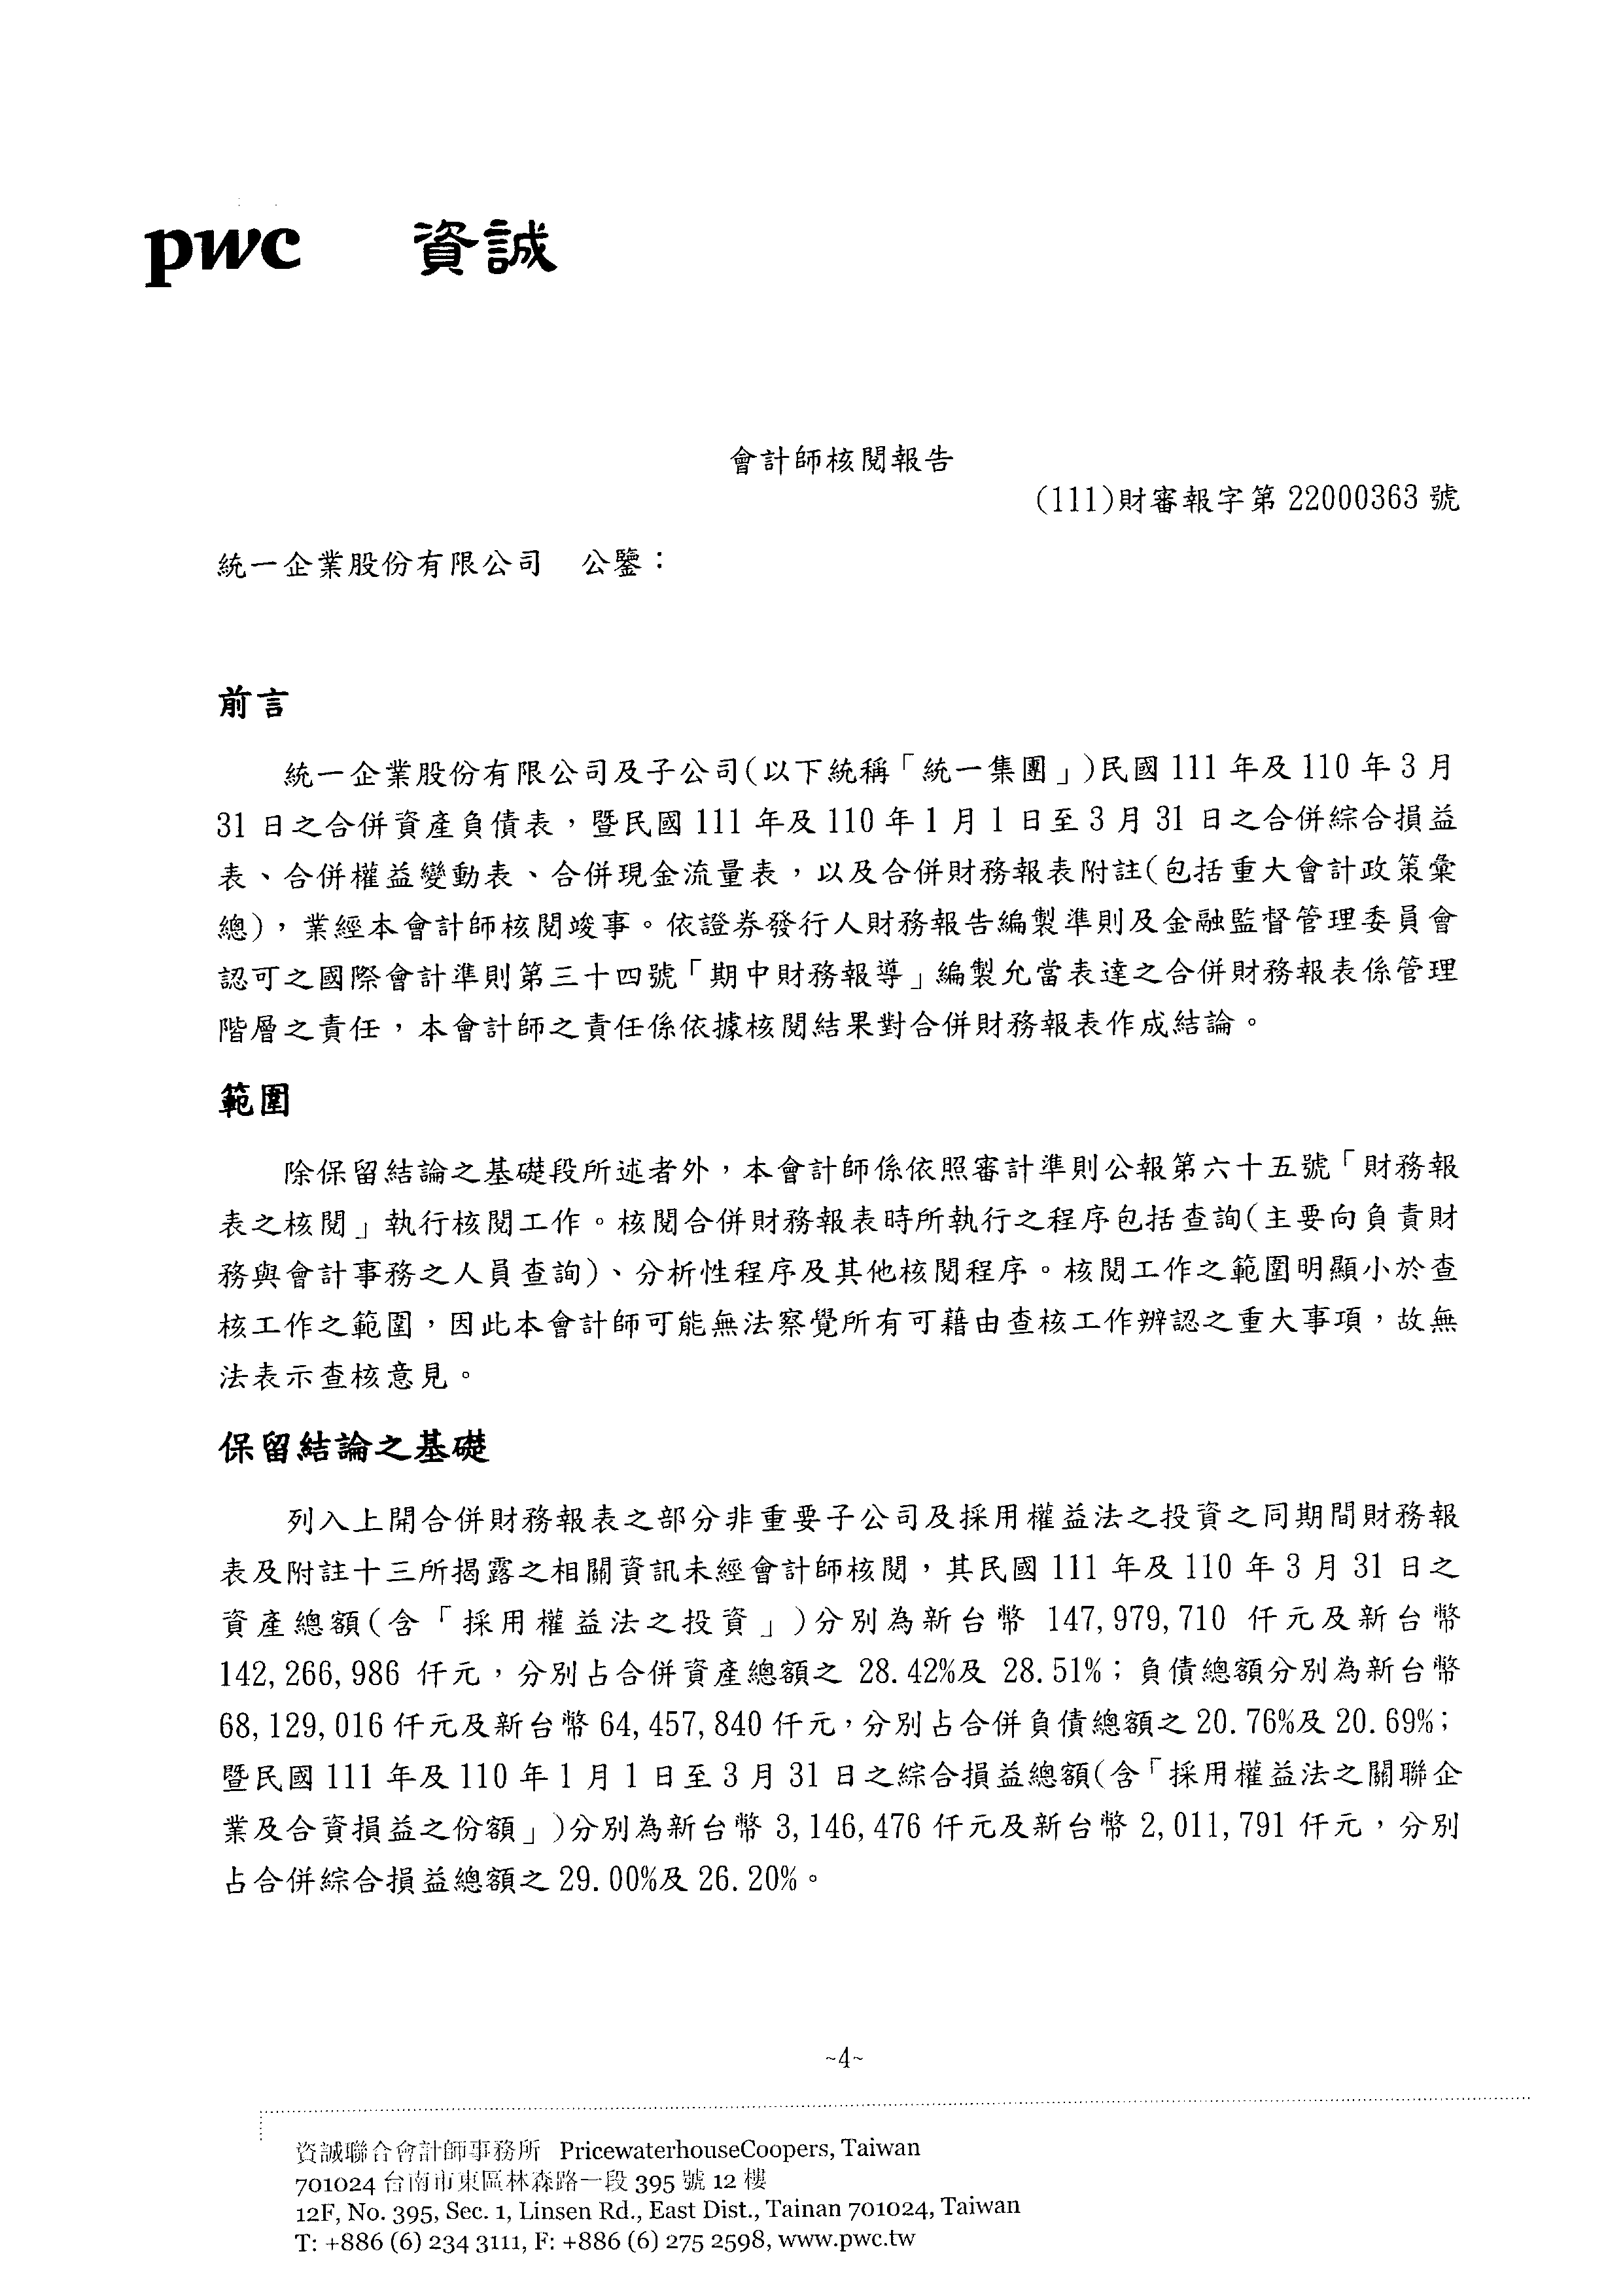 pwc 資誠
會計師核閱報告
(111)財審報字第 22000363 號
統一企業股份有限公司 公鑒：
前言
統一企業股份有限公司及子公司(以下統稱「統一集團」)民國 111 年及 110 年 3 月
31 日之合併資產負債表，暨民國 111 年及 110 年 1 月 1 日至 3 月 31 日之合併綜合損益
表、合併權益變動表、合併現金流量表，以及合併財務報表附註(包括重大會計政策彙
總)，業經本會計師核閱竣事。依證券發行人財務報告編製準則及金融監督管理委員會
認可之國際會計準則第三十四號「期中財務報導」編製允當表達之合併財務報表係管理
階層之責任，本會計師之責任係依據核閱結果對合併財務報表作成結論。
範圍
除保留結論之基礎段所述者外，本會計師係依照審計準則公報第六十五號「財務報
表之核閱」執行核閱工作。核閱合併財務報表時所執行之程序包括查詢(主要向負責財
務與會計事務之人員查詢)、分析性程序及其他核閱程序。核閱工作之範圍明顯小於查
核工作之範圍，因此本會計師可能無法察覺所有可藉由查核工作辨認之重大事項，故無
法表示查核意見。
保留結論之基礎
列入上開合併財務報表之部分非重要子公司及採用權益法之投資之同期間財務報
表及附註十三所揭露之相關資訊未經會計師核閱，其民國 111 年及 110 年 3 月 31 日之
資產總額(含「採用權益法之投資」)分別為新台幣 147,979,710 仟元及新台幣
142,266,986 仟元，分別占合併資產總額之 28.42%及 28.51%；負債總額分別為新台幣
68,129,016 仟元及新台幣 64,457,840 仟元，分別占合併負債總額之 20.76%及 20.69%；
暨民國 111 年及 110 年 1 月 1 日至 3 月 31 日之綜合損益總額(含「採用權益法之關聯企
業及合資損益之份額」)分別為新台幣 3,146,476 仟元及新台幣 2,011,791 仟元，分別
占合併綜合損益總額之 29.00%及 26.20%。
~4~
資誠聯合會計師事務所 PricewaterhouseCoopers, Taiwan
701024 台南市東區林森路一段 395 號 12 樓
12F, No. 395, Sec. 1, Linsen Rd., East Dist., Tainan 701024, Taiwan
T: +886 (6) 234 3111, F: +886 (6) 275 2598, www.pwc.tw